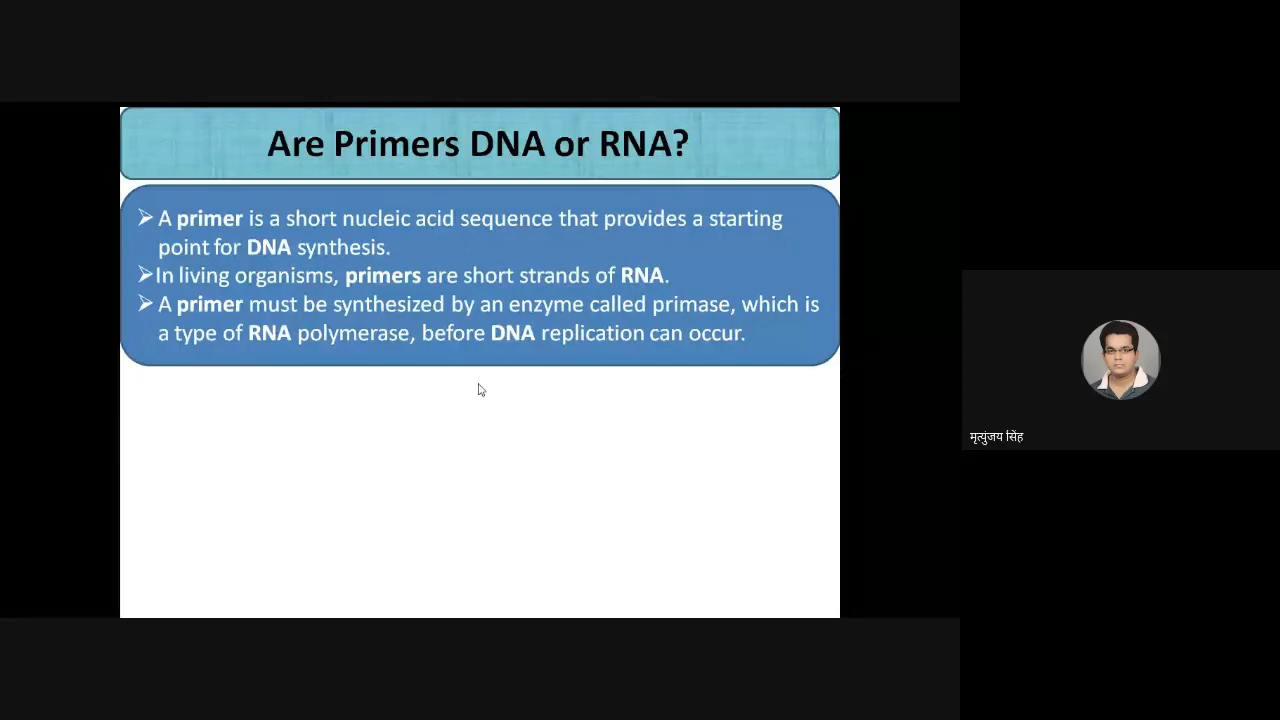 Are Primers DNA or RNA?
➢A primer is a short nucleic acid sequence that provides a starting
point for DNA synthesis.
➢In living organisms, primers are short strands of RNA.
➢A primer must be synthesized by an enzyme called primase, which is
a type of RNA polymerase, before DNA replication can occur.
मृत्युंजय सिंह